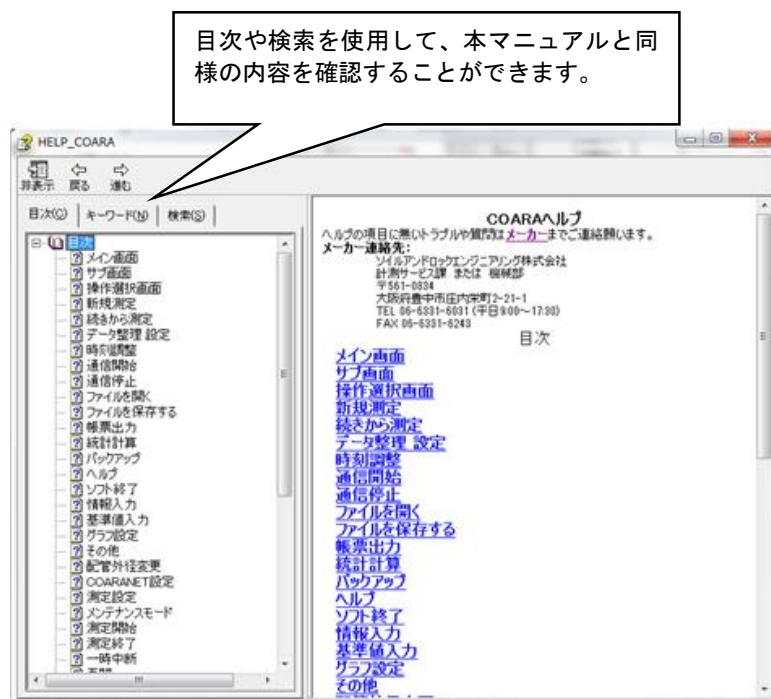 目次や検索を使用して、本マニュアルと同
様の内容を確認することができます。
HELP_COARA
非表示 戻る 進む
目次(C) キーワード(N) 検索(S)
目次
メイン画面
サブ画面
操作選択画面
新規測定
続きから測定
データ整理 設定
時刻調整
通信開始
通信停止
ファイルを開く
ファイルを保存する
帳票出力
統計計算
バックアップ
ヘルプ
ソフト終了
情報入力
基準値入力
グラフ設定
その他
配管外径変更
COARANET設定
測定設定
メンテナンスモード
測定開始
測定終了
一時中断
COARAヘルプ
ヘルプの項目に無いトラブルや質問はメーカーまでご連絡願います。
メーカー連絡先:
ソイルアンドロックエンジニアリング株式会社
計測サービス課 または 機械部
〒561-0834
大阪府豊中市庄内栄町2-21-1
TEL 06-6331-6031 (平日9:00～17:30)
FAX 06-6331-6243
目次
メイン画面
サブ画面
操作選択画面
新規測定
続きから測定
データ整理 設定
時刻調整
通信開始
通信停止
ファイルを開く
ファイルを保存する
帳票出力
統計計算
バックアップ
ヘルプ
ソフト終了
情報入力
基準値入力
グラフ設定
その他